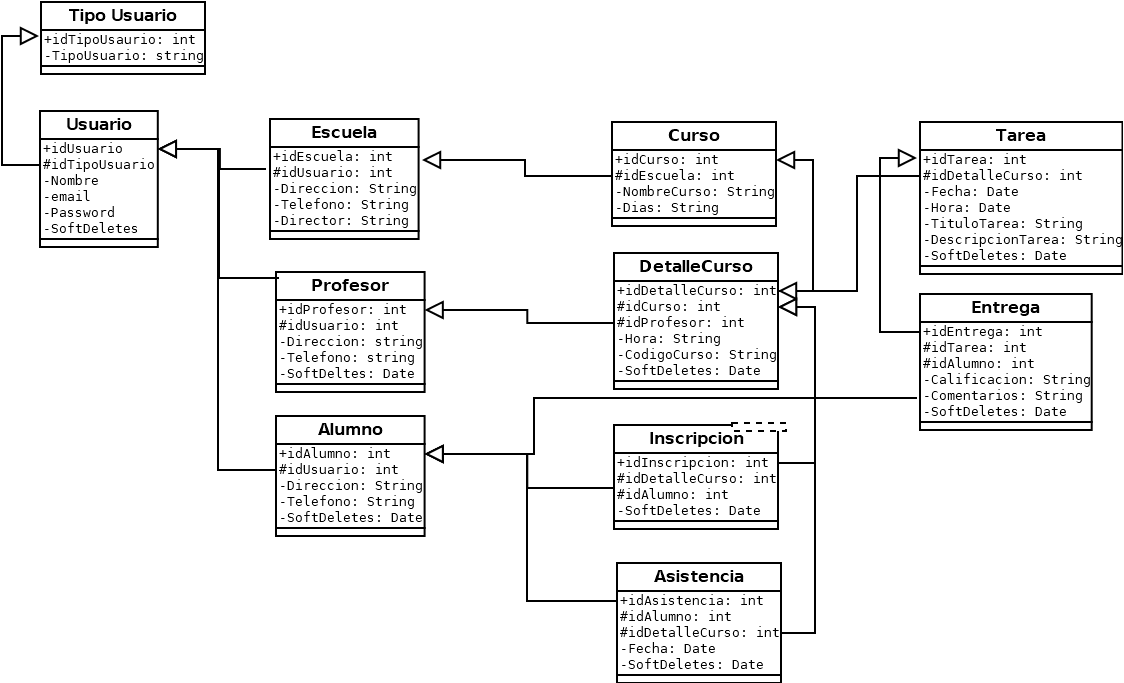 Tipo Usuario
+idTipoUsaurio: int
-TipoUsuario: string
Usuario
+idUsuario
#idTipoUsuario
-Nombre
-email
-Password
-SoftDeletes
Escuela
+idEscuela: int
#idUsuario: int
-Direccion: String
-Telefono: String
-Director: String
Profesor
+idProfesor: int
#idUsuario: int
-Direccion: string
-Telefono: string
-SoftDeltes: Date
Alumno
+idAlumno: int
#idUsuario: int
-Direccion: String
-Telefono: String
-SoftDeletes: Date
Curso
+idCurso: int
#idEscuela: int
-NombreCurso: String
-Dias: String
DetalleCurso
+idDetalleCurso: int
#idCurso: int
#idProfesor: int
-Hora: String
-CodigoCurso: String
-SoftDeletes: Date
Inscripcion
+idInscripcion: int
#idDetalleCurso: int
#idAlumno: int
-SoftDeletes: Date
Asistencia
+idAsistencia: int
#idAlumno: int
#idDetalleCurso: int
-Fecha: Date
-SoftDeletes: Date
Tarea
+idTarea: int
#idDetalleCurso: int
-Fecha: Date
-Hora: Date
-TituloTarea: String
-DescripcionTarea: String
-SoftDeletes: Date
Entrega
+idEntrega: int
#idTarea: int
#idAlumno: int
-Calificacion: String
-Comentarios: String
-SoftDeletes: Date